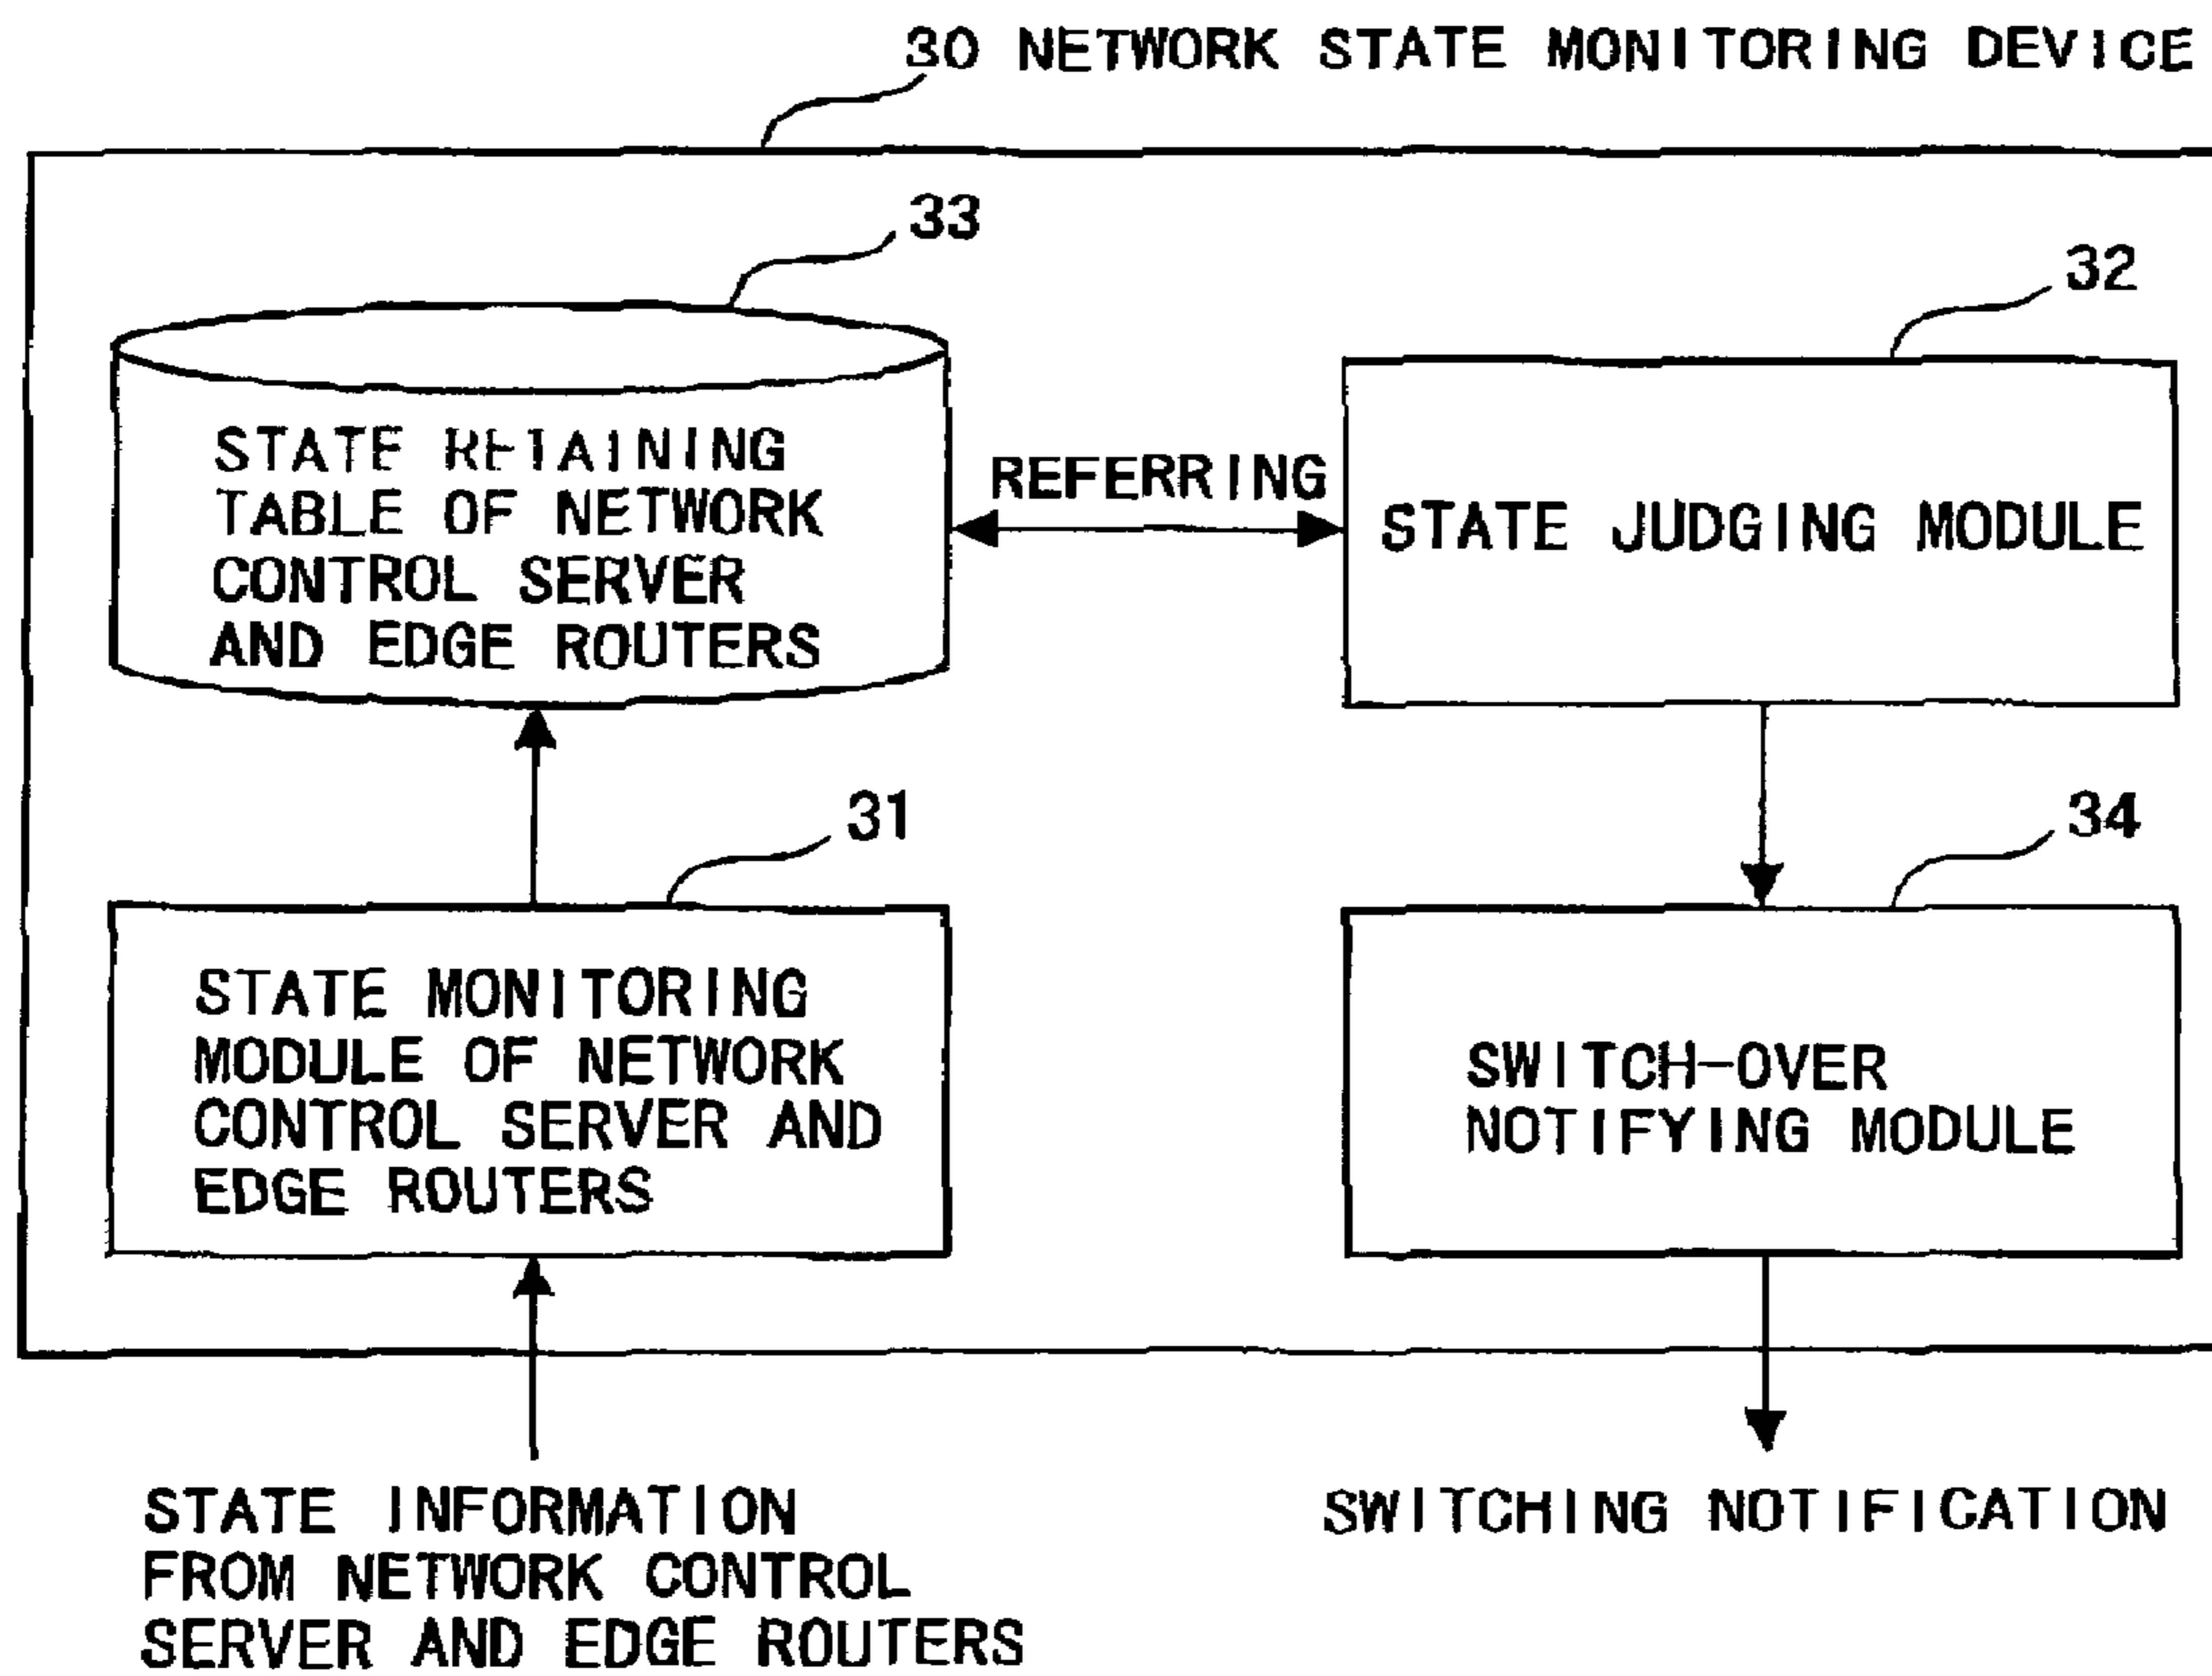 30 NETWORK STATE MONITORING DEVICE
33
32
STATE RETAINING
TABLE OF NETWORK
CONTROL SERVER
AND EDGE ROUTERS
REFERRING
STATE JUDGING MODULE
31
34
STATE MONITORING
MODULE OF NETWORK
CONTROL SERVER AND
EDGE ROUTERS
SWITCH-OVER
NOTIFYING MODULE
STATE INFORMATION
FROM NETWORK CONTROL
SERVER AND EDGE ROUTERS
SWITCHING NOTIFICATION